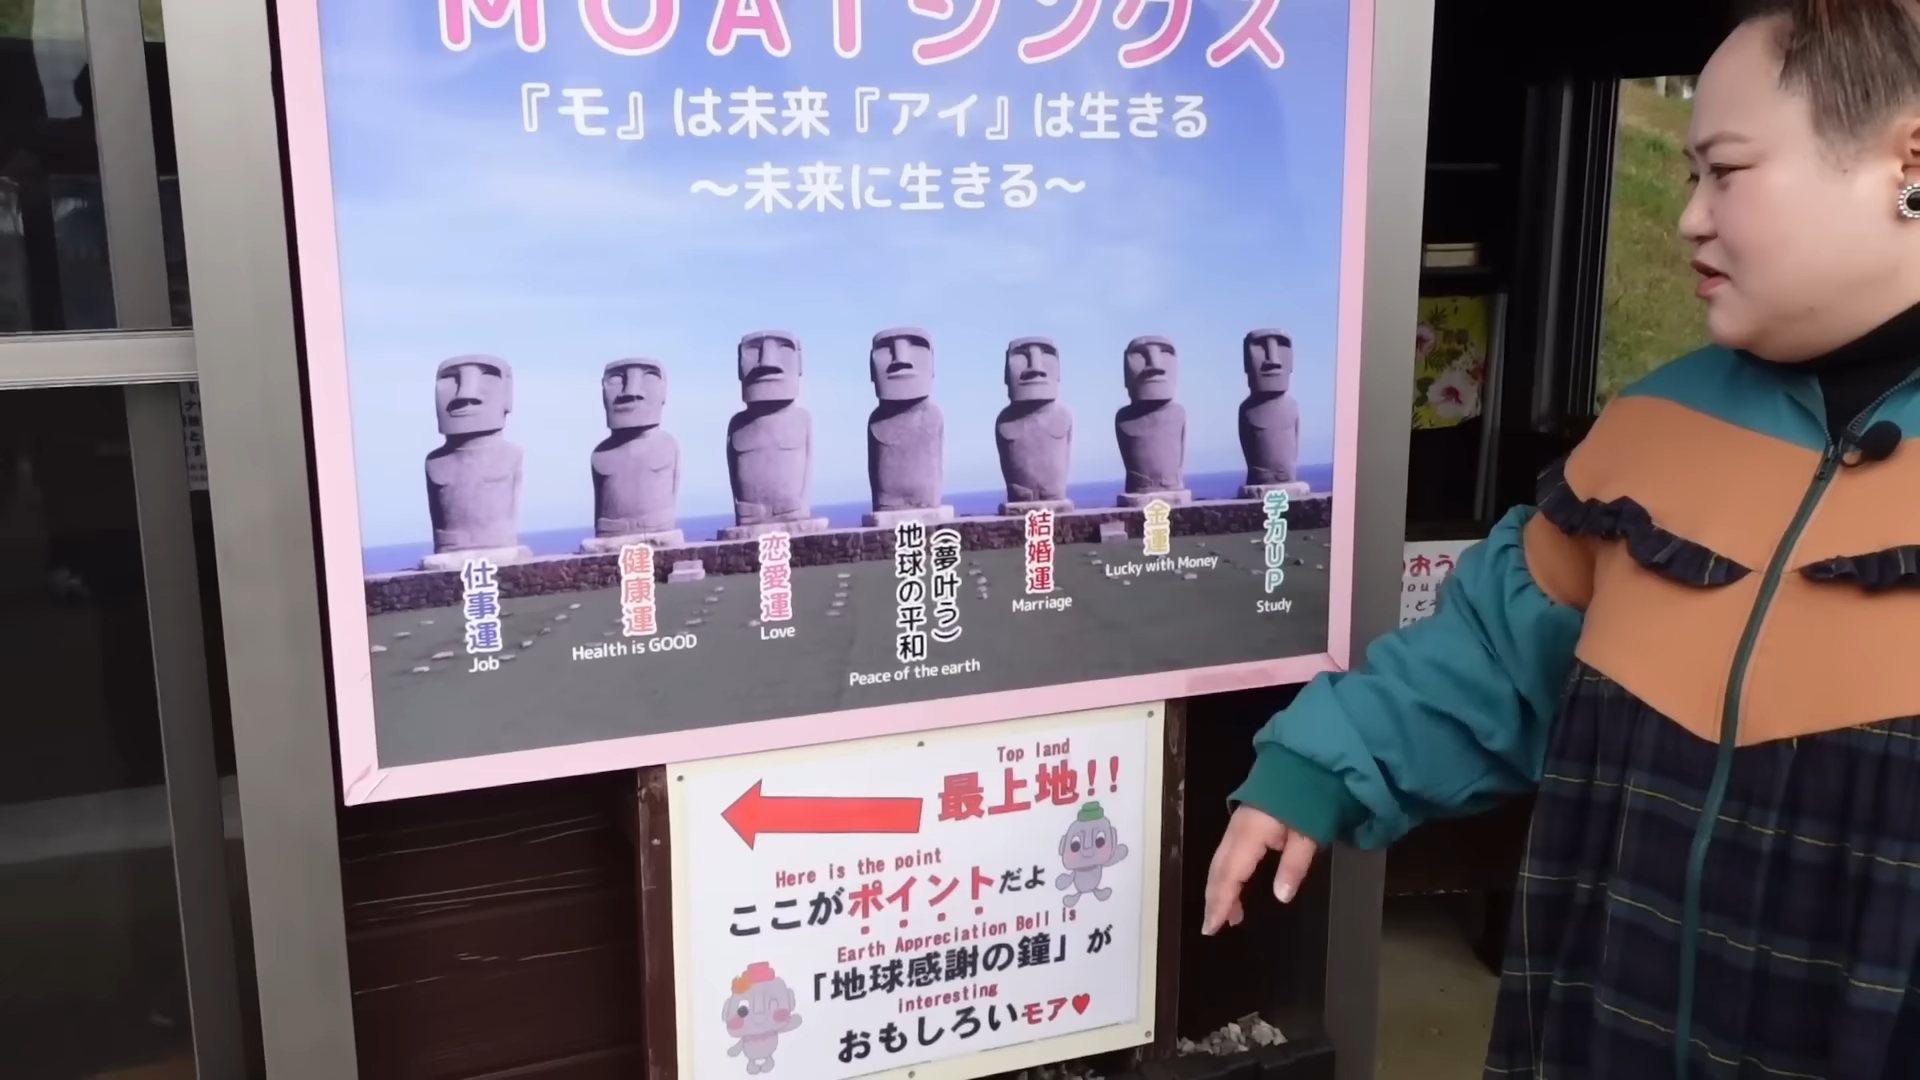 MOAIシングス
『モ』は未来『アイ』は生きる
～未来に生きる～
仕事運
Job
健康運
Health is GOOD
恋愛運
Love
地球の平和
(夢叶う)
Peace of the earth
結婚運
Marriage
金運
Lucky with Money
学力UP
Study
Top land
最上地!!
Here is the point
ここがポイントだよ
Earth Appreciation Bell is
「地球感謝の鐘」が
interesting
おもしろいモア♥